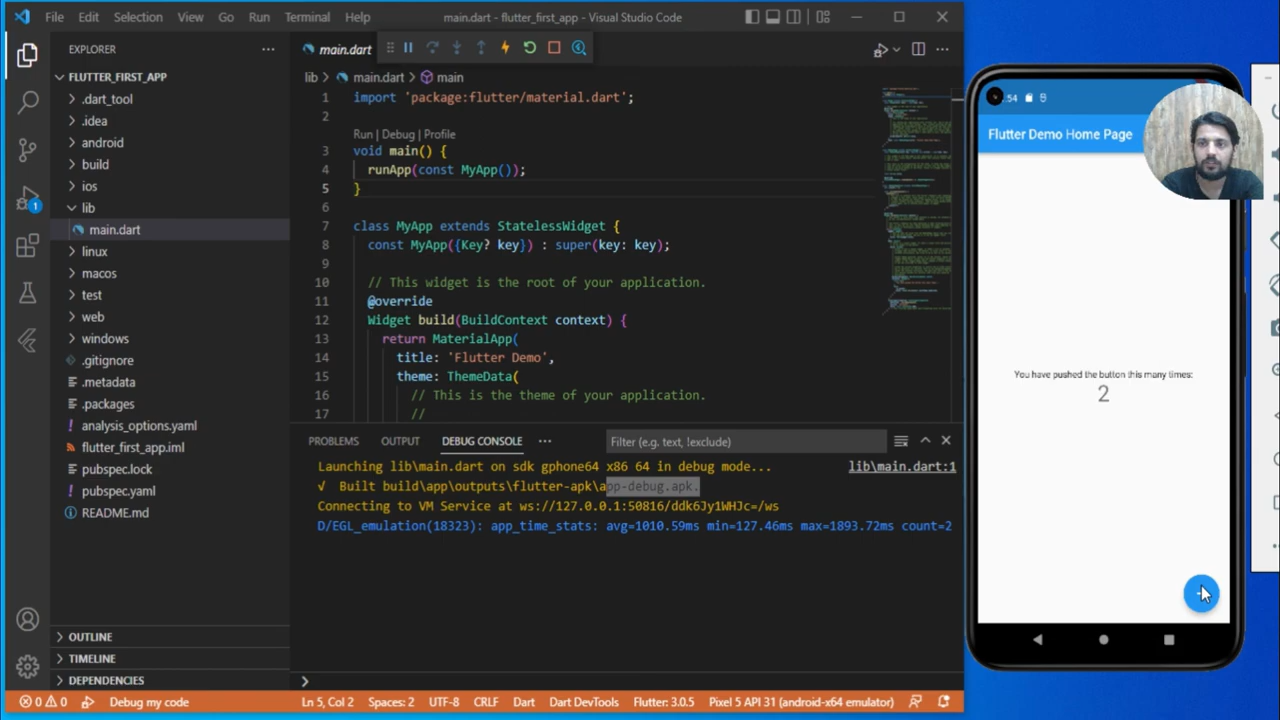 File Edit Selection View Go Run Terminal Help
main.dart - flutter_first_app - Visual Studio Code
EXPLORER
FLUTTER_FIRST_APP
.dart_tool
.idea
android
build
ios
lib
main.dart
linux
macos
test
web
windows
.gitignore
.metadata
.packages
analysis_options.yaml
flutter_first_app.iml
pubspec.lock
pubspec.yaml
README.md
OUTLINE
TIMELINE
DEPENDENCIES
1
main.dart
lib > main.dart > main
1 import 'package:flutter/material.dart';
2
Run | Debug | Profile
3 void main() {
4 runApp(const MyApp());
5 }
6
7 class MyApp extends StatelessWidget {
8 const MyApp({Key? key}) : super(key: key);
9
10 // This widget is the root of your application.
11 @override
12 Widget build(BuildContext context) {
13 return MaterialApp(
14 title: 'Flutter Demo',
15 theme: ThemeData(
16 // This is the theme of your application.
17 //
PROBLEMS OUTPUT DEBUG CONSOLE
Filter (e.g. text, !exclude)
Launching lib\main.dart on sdk gphone64 x86 64 in debug mode... lib\main.dart:1
√ Built build\app\outputs\flutter-apk\app-debug.apk.
Connecting to VM Service at ws://127.0.0.1:50816/ddk6Jy1WHJc=/ws
D/EGL_emulation(18323): app_time_stats: avg=1010.59ms min=127.46ms max=1893.72ms count=2
0 0 Debug my code Ln 5, Col 2 Spaces: 2 UTF-8 CRLF Dart Dart DevTools Flutter: 3.0.5 Pixel 5 API 31 (android-x64 emulator)
:54
Flutter Demo Home Page
You have pushed the button this many times:
2